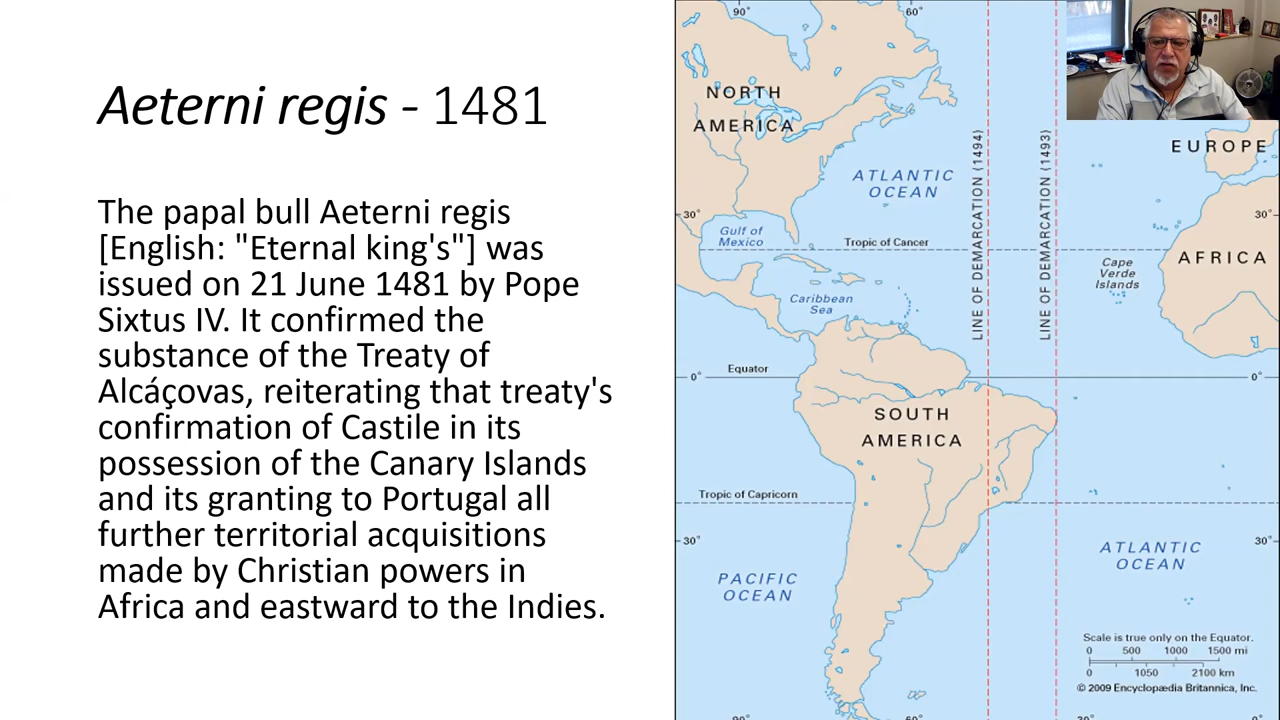 Aeterni regis - 1481
The papal bull Aeterni regis
[English: "Eternal king's"] was
issued on 21 June 1481 by Pope
Sixtus IV. It confirmed the
substance of the Treaty of
Alcáçovas, reiterating that treaty's
confirmation of Castile in its
possession of the Canary Islands
and its granting to Portugal all
further territorial acquisitions
made by Christian powers in
Africa and eastward to the Indies.
90°
60°
NORTH
AMERICA
EUROPE
ATLANTIC
OCEAN
LINE OF DEMARCATION (1494)
LINE OF DEMARCATION (1493)
30°
30°
Gulf of
Mexico
Tropic of Cancer
AFRICA
Cape
Verde
Islands
Caribbean
Sea
Equator
0°
0°
SOUTH
AMERICA
Tropic of Capricorn
30°
30°
ATLANTIC
OCEAN
PACIFIC
OCEAN
Scale is true only on the Equator.
0 500 1000 1500 mi
0 1050 2100 km
© 2009 Encyclopædia Britannica, Inc.
90°
60°
30°